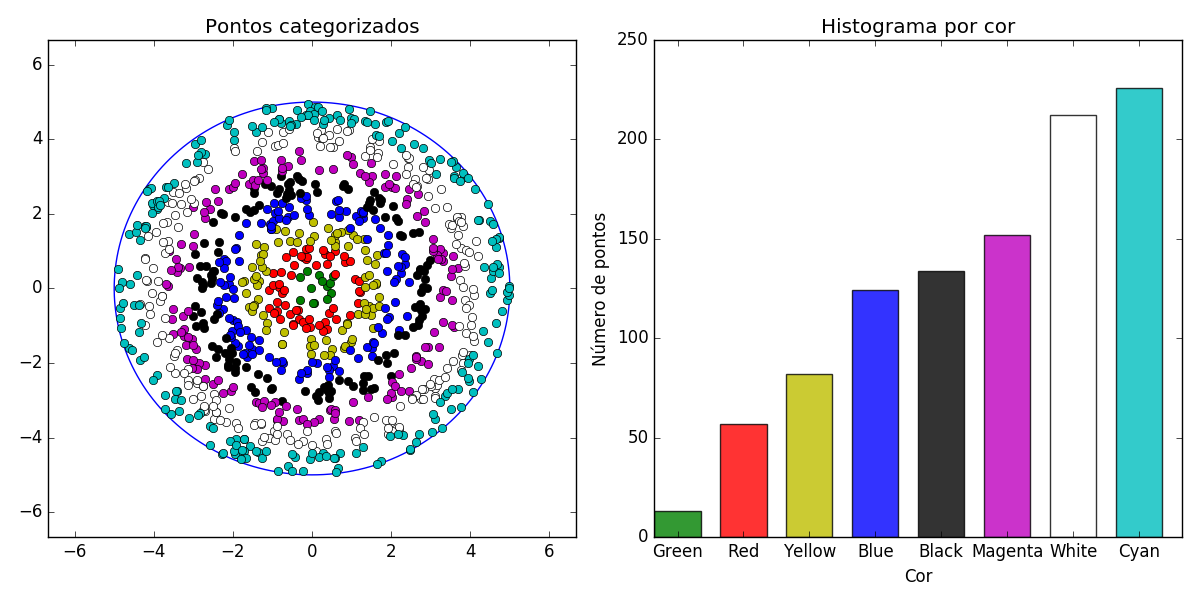 Pontos categorizados
6
4
2
0
−2
−4
−6
−6 −4 −2 0 2 4 6
Histograma por cor
Número de pontos
250
200
150
100
50
0
Green Red Yellow Blue Black Magenta White Cyan
Cor